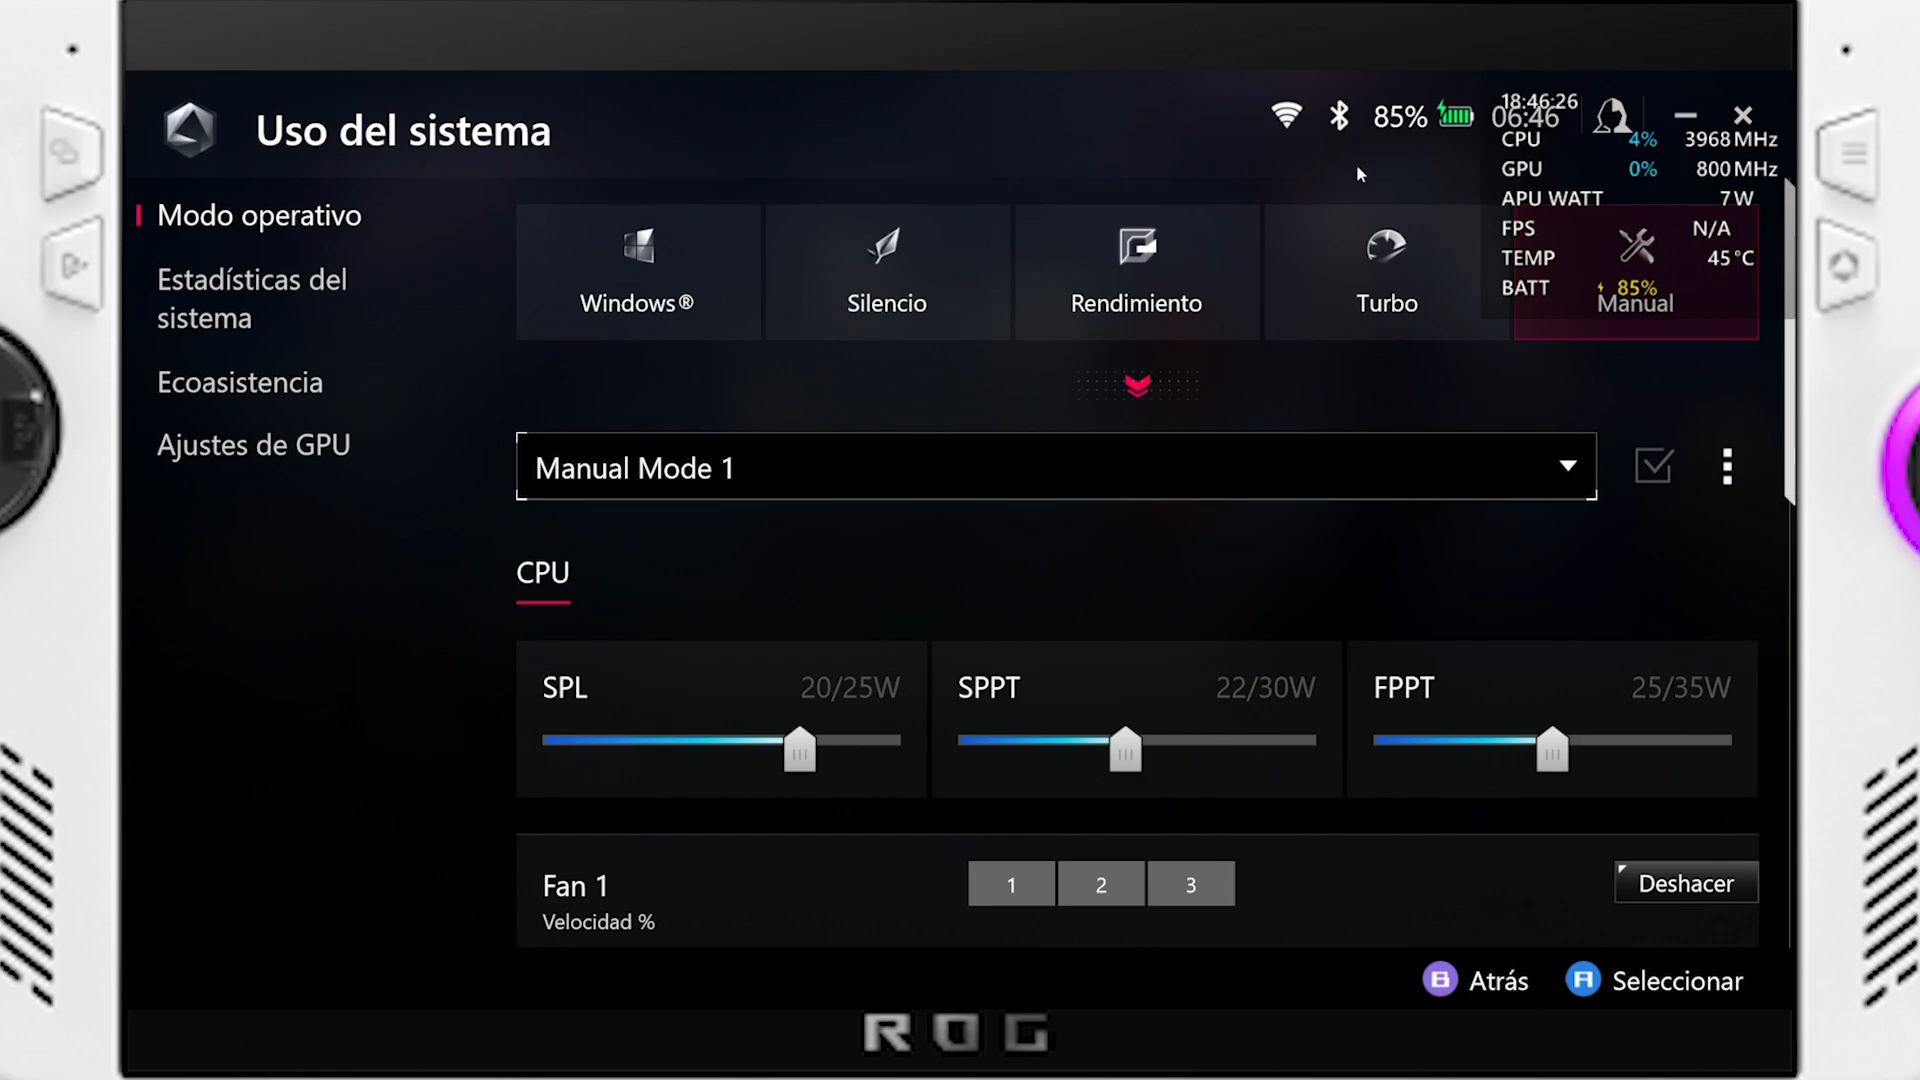 Uso del sistema
85%
06:46
18:46:26
CPU 4% 3968 MHz
GPU 0% 800 MHz
APU WATT 7 W
FPS N/A
TEMP 45 °C
BATT 85%
Modo operativo
Estadísticas del
sistema
Ecoasistencia
Ajustes de GPU
Windows®
Silencio
Rendimiento
Turbo
Manual
Manual Mode 1
CPU
SPL 20/25W
SPPT 22/30W
FPPT 25/35W
Fan 1
Velocidad %
1 2 3
Deshacer
B Atrás
A Seleccionar
ROG